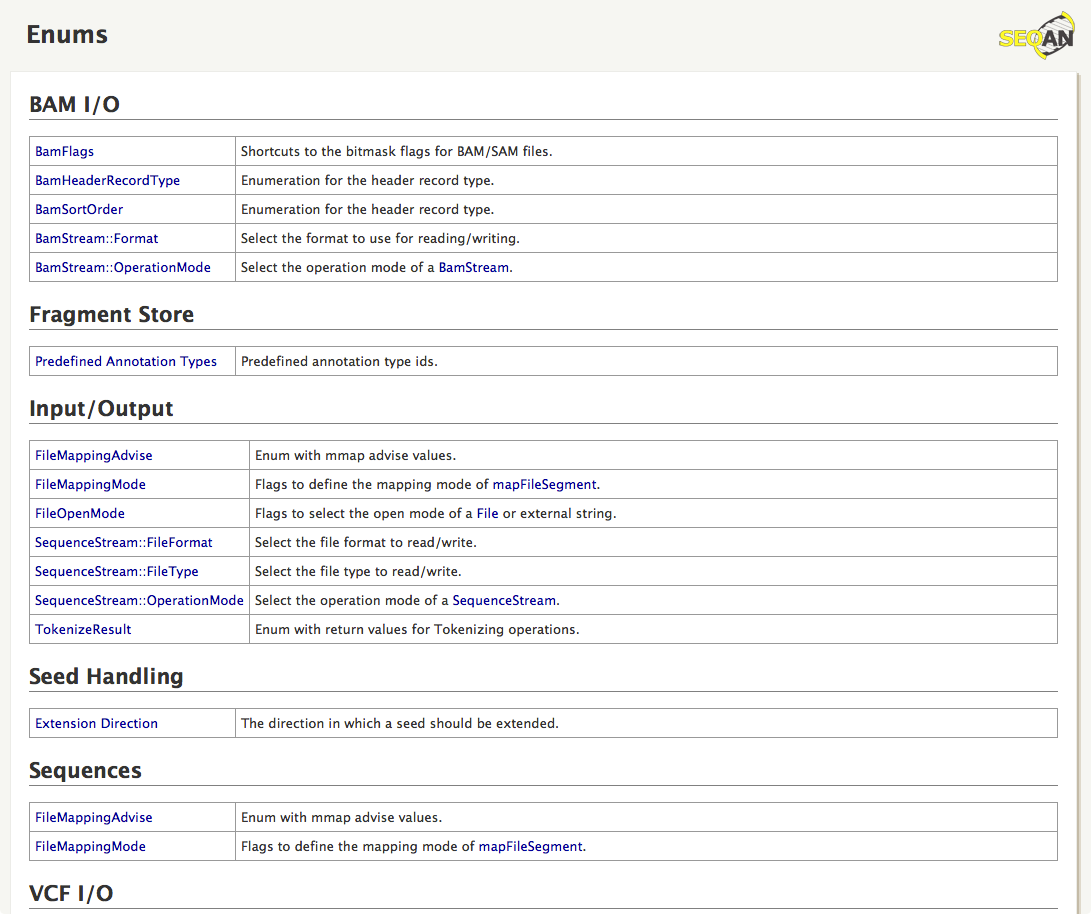 Enums
SEQAN
BAM I/O
BamFlags Shortcuts to the bitmask flags for BAM/SAM files.
BamHeaderRecordType Enumeration for the header record type.
BamSortOrder Enumeration for the header record type.
BamStream::Format Select the format to use for reading/writing.
BamStream::OperationMode Select the operation mode of a BamStream.
Fragment Store
Predefined Annotation Types Predefined annotation type ids.
Input/Output
FileMappingAdvise Enum with mmap advise values.
FileMappingMode Flags to define the mapping mode of mapFileSegment.
FileOpenMode Flags to select the open mode of a File or external string.
SequenceStream::FileFormat Select the file format to read/write.
SequenceStream::FileType Select the file type to read/write.
SequenceStream::OperationMode Select the operation mode of a SequenceStream.
TokenizeResult Enum with return values for Tokenizing operations.
Seed Handling
Extension Direction The direction in which a seed should be extended.
Sequences
FileMappingAdvise Enum with mmap advise values.
FileMappingMode Flags to define the mapping mode of mapFileSegment.
VCF I/O